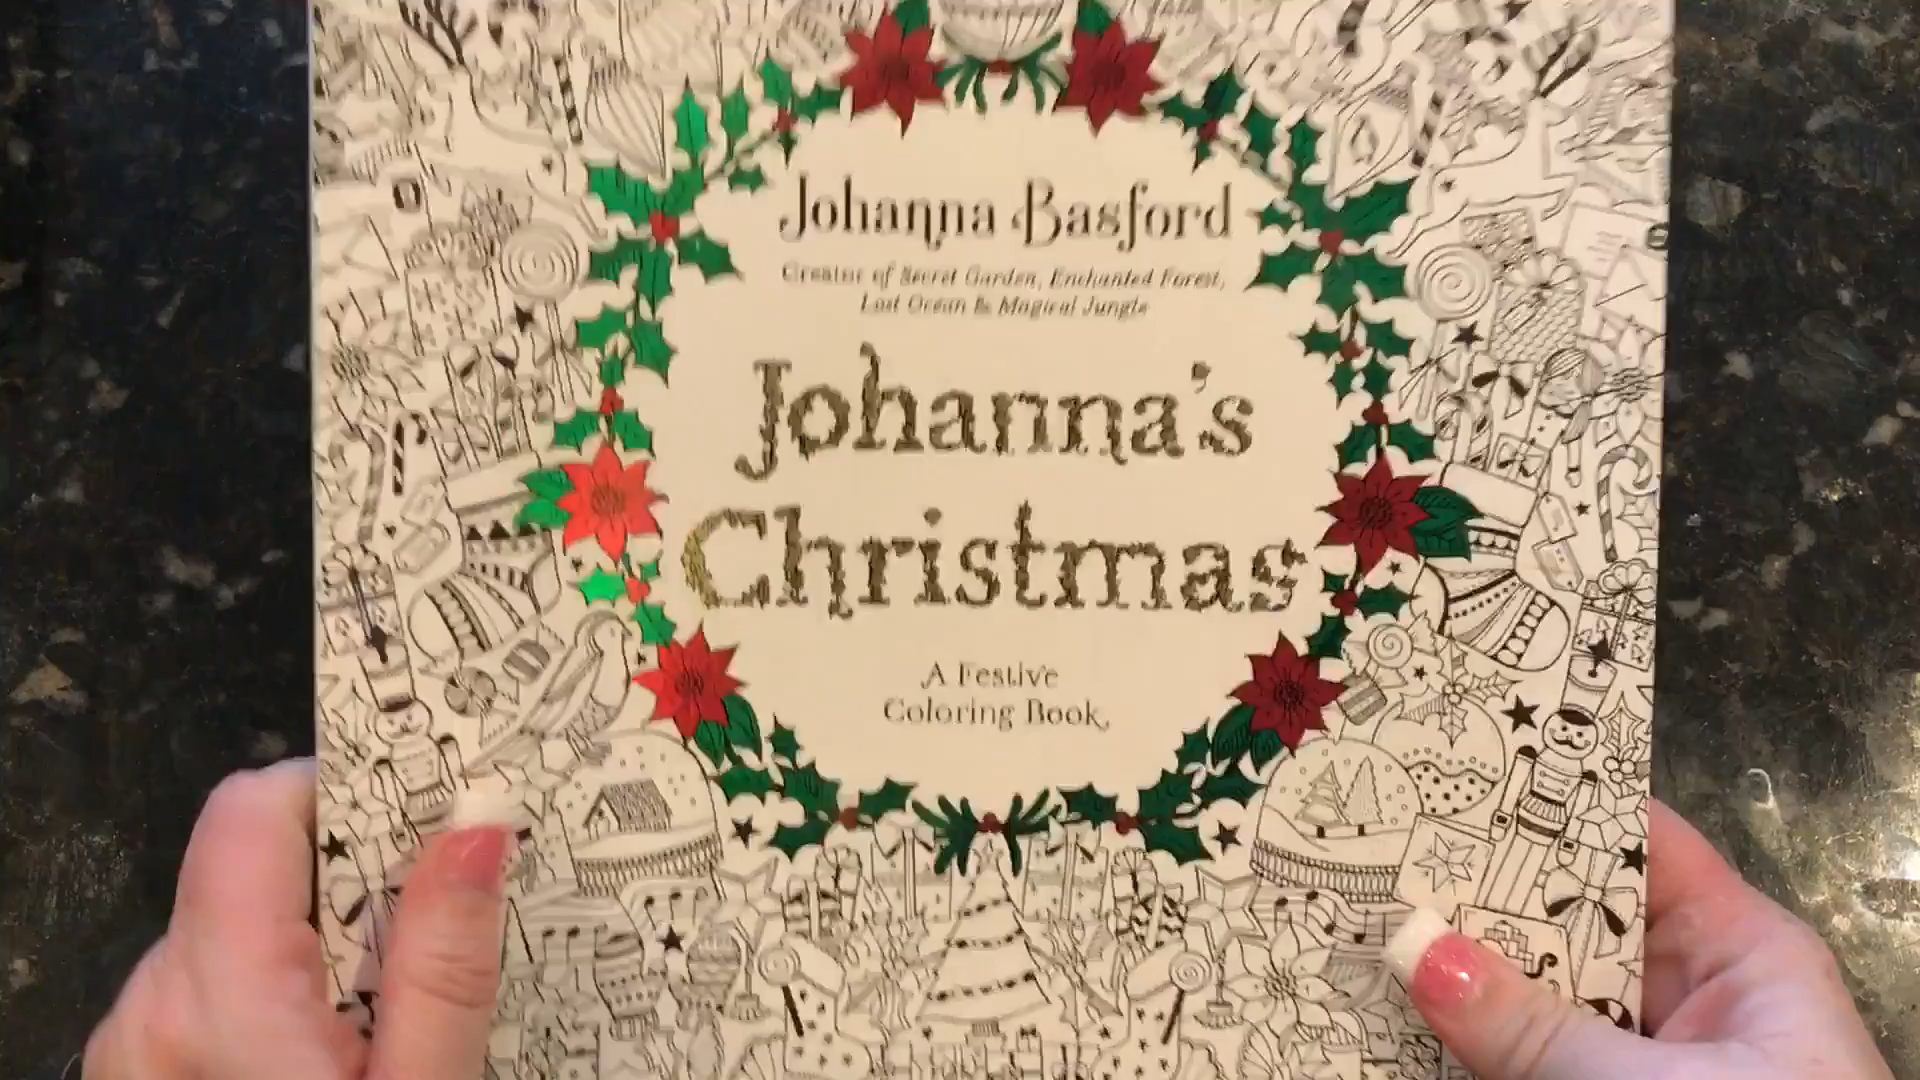 Johanna Basford
Creator of Secret Garden, Enchanted Forest,
Lost Ocean & Magical Jungle
Johanna's
Christmas
A Festive
Coloring Book